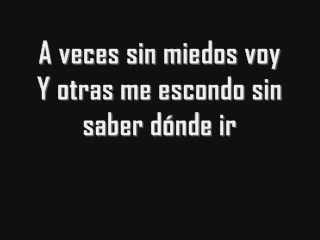 A veces sin miedos voy
Y otras me escondo sin
saber dónde ir